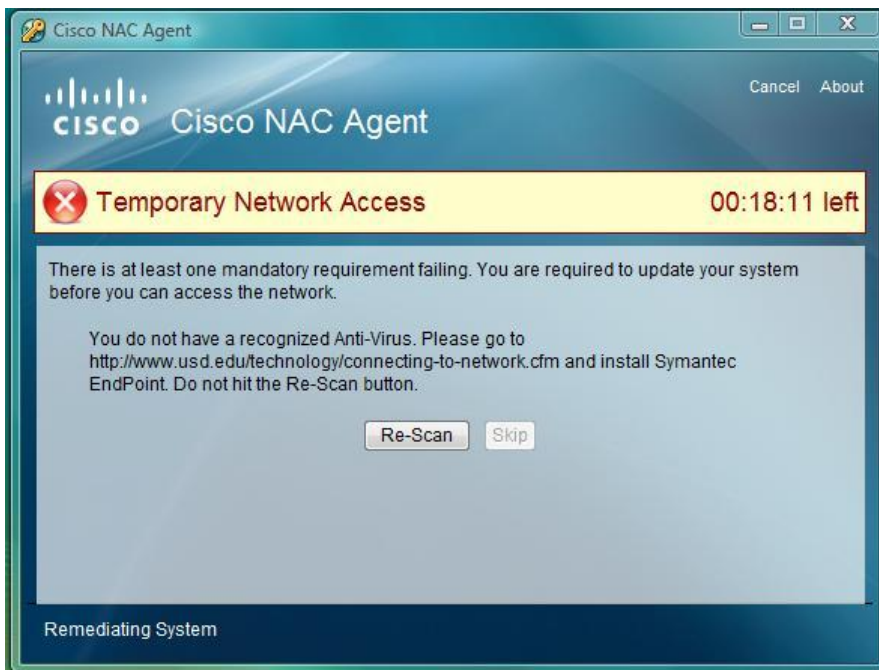 Cisco NAC Agent
Cancel About
CISCO Cisco NAC Agent
Temporary Network Access 00:18:11 left
There is at least one mandatory requirement failing. You are required to update your system
before you can access the network.
You do not have a recognized Anti-Virus. Please go to
http://www.usd.edu/technology/connecting-to-network.cfm and install Symantec
EndPoint. Do not hit the Re-Scan button.
Re-Scan Skip
Remediating System